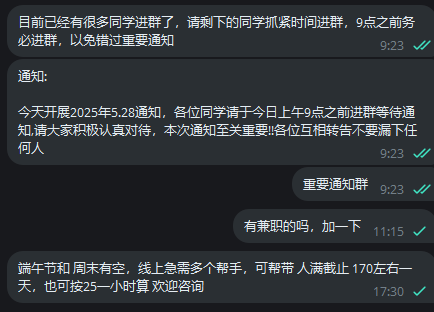 目前已经有很多同学进群了，请剩下的同学抓紧时间进群，9点之前务
必进群，以免错过重要通知
9:23
通知:
今天开展2025年5.28通知，各位同学请于今日上午9点之前进群等待通
知,请大家积极认真对待，本次通知至关重要!!各位互相转告不要漏下任
何人
9:23
重要通知群
9:23
有兼职的吗，加一下
11:15
端午节和 周末有空，线上急需多个帮手，可帮带 人满截止 170左右一
天，也可按25一小时算 欢迎咨询
17:30